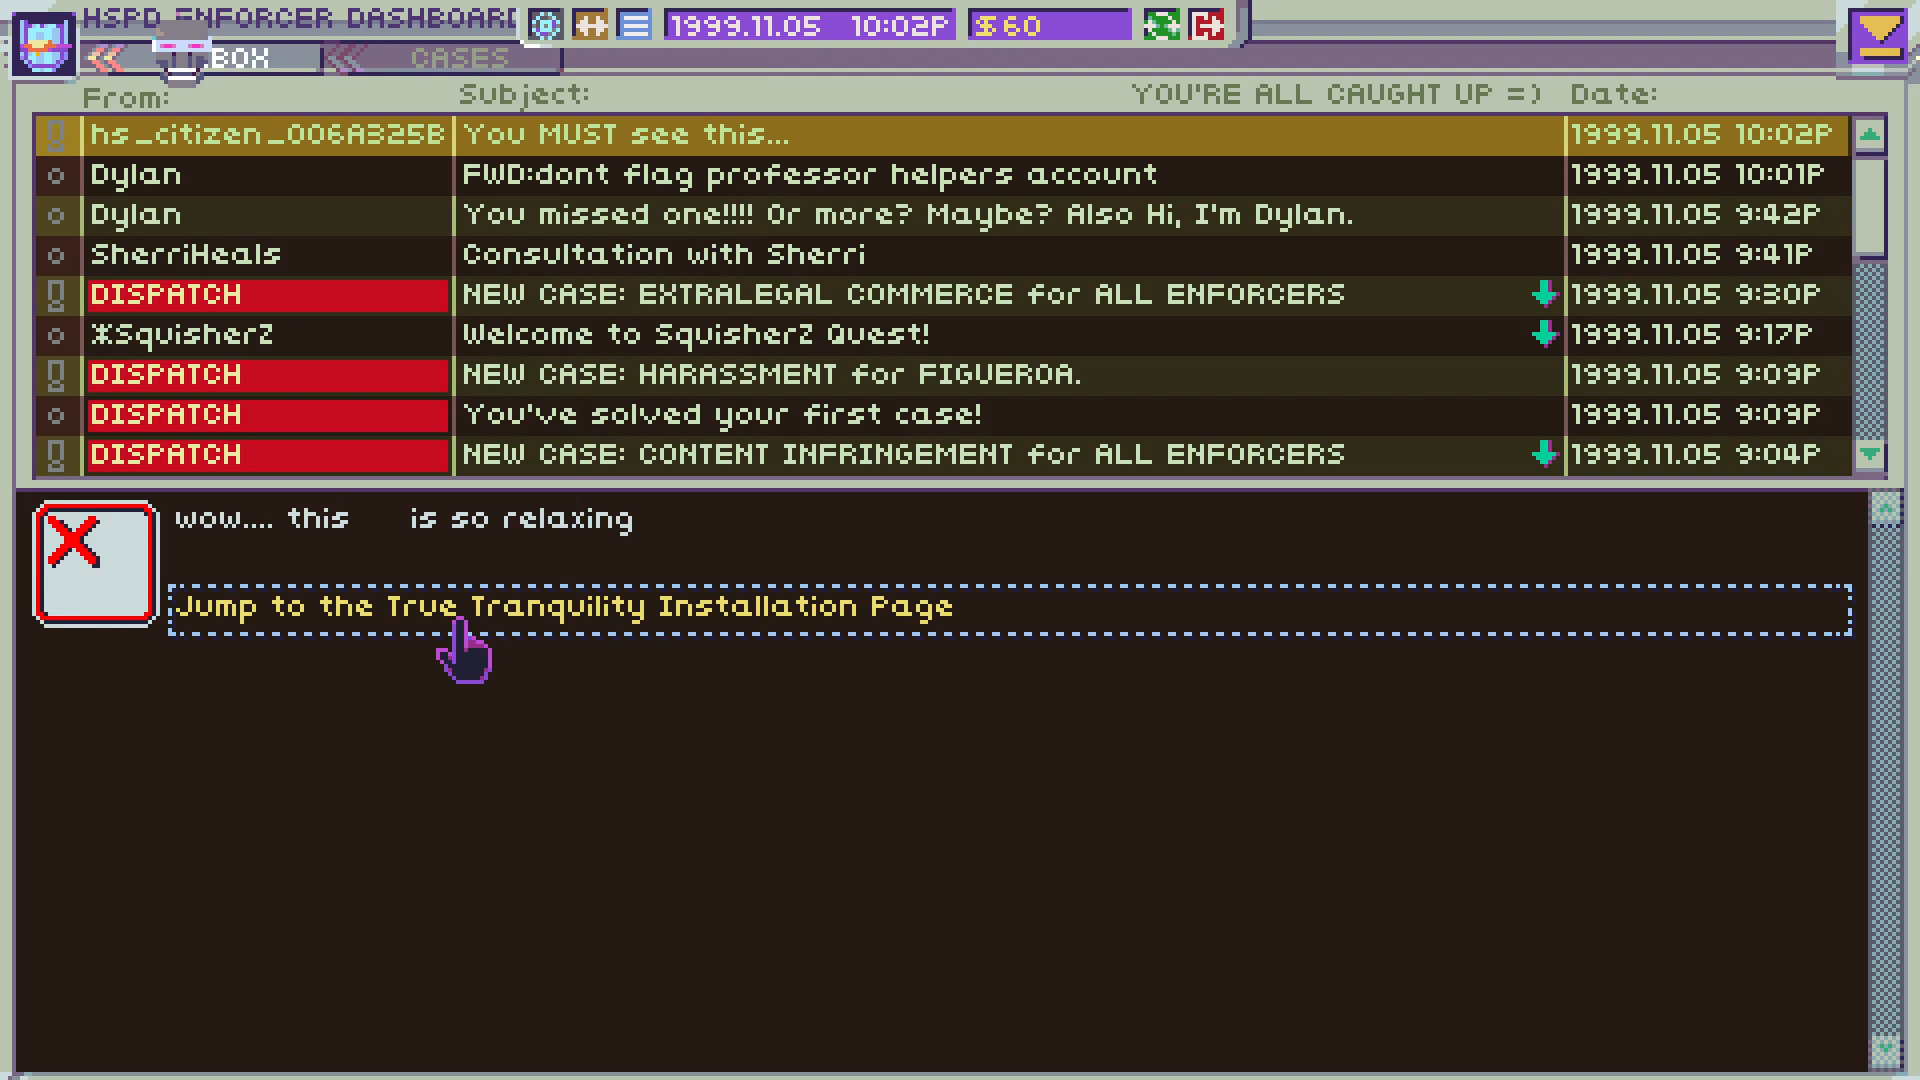 HSPD ENFORCER DASHBOARD
1999.11.05 10:02P
60
BOX
CASES
From:
Subject:
YOU'RE ALL CAUGHT UP =)
Date:
hs_citizen_006A325B You MUST see this... 1999.11.05 10:02P
Dylan FWD:dont flag professor helpers account 1999.11.05 10:01P
Dylan You missed one!!!! Or more? Maybe? Also Hi, I'm Dylan. 1999.11.05 9:42P
SherriHeals Consultation with Sherri 1999.11.05 9:41P
DISPATCH NEW CASE: EXTRALEGAL COMMERCE for ALL ENFORCERS 1999.11.05 9:30P
SquisherZ Welcome to SquisherZ Quest! 1999.11.05 9:17P
DISPATCH NEW CASE: HARASSMENT for FIGUEROA. 1999.11.05 9:09P
DISPATCH You've solved your first case! 1999.11.05 9:09P
DISPATCH NEW CASE: CONTENT INFRINGEMENT for ALL ENFORCERS 1999.11.05 9:04P
wow.... this is so relaxing
Jump to the True Tranquility Installation Page